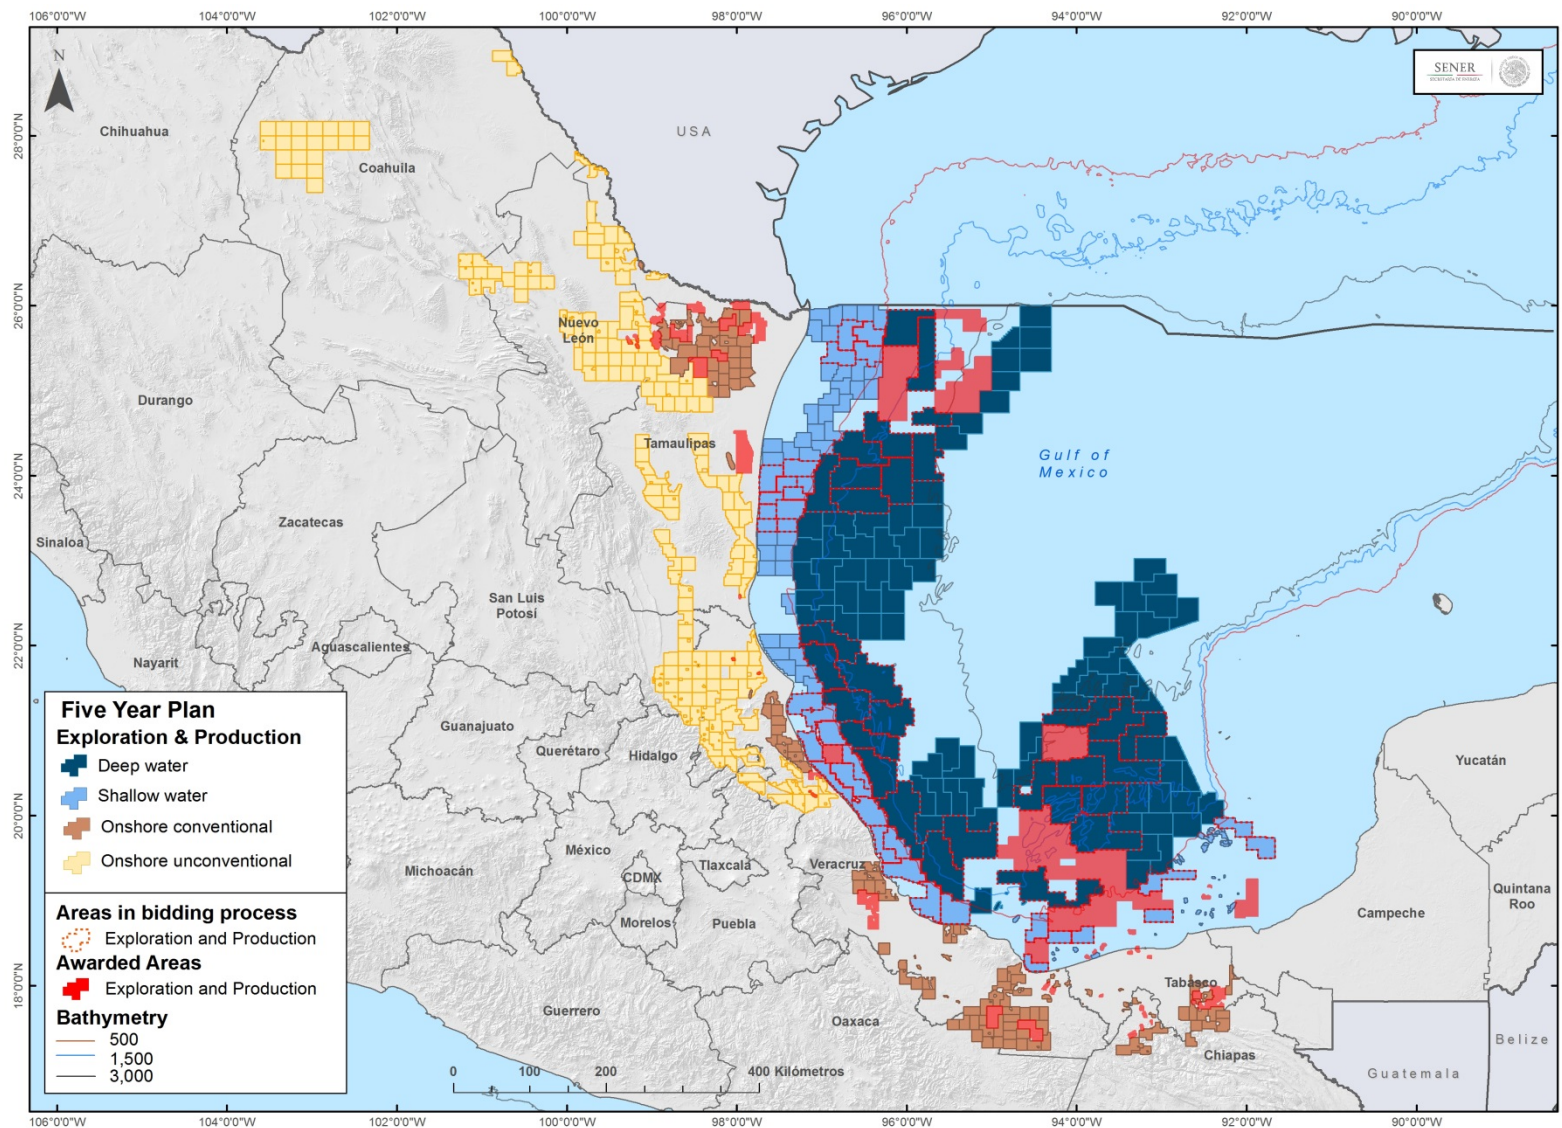 106°0'0"W 104°0'0"W 102°0'0"W 100°0'0"W 98°0'0"W 96°0'0"W 94°0'0"W 92°0'0"W 90°0'0"W
N
SENER
SECRETARÍA DE ENERGÍA
28°0'0"N
26°0'0"N
24°0'0"N
22°0'0"N
20°0'0"N
18°0'0"N
USA
Chihuahua
Coahuila
Nuevo
León
Durango
Tamaulipas
Gulf of
Mexico
Zacatecas
Sinaloa
San Luis
Potosí
Aguascalientes
Nayarit
Guanajuato
Querétaro
Hidalgo
Yucatán
México
Michoacán
CDMX
Tlaxcala
Veracruz
Morelos
Puebla
Quintana
Roo
Campeche
Tabasco
Guerrero
Oaxaca
Chiapas
Belize
Guatemala
Five Year Plan
Exploration & Production
Deep water
Shallow water
Onshore conventional
Onshore unconventional
Areas in bidding process
Exploration and Production
Awarded Areas
Exploration and Production
Bathymetry
500
1,500
3,000
0 100 200 400 Kilómetros
106°0'0"W 104°0'0"W 102°0'0"W 100°0'0"W 98°0'0"W 96°0'0"W 94°0'0"W 92°0'0"W 90°0'0"W